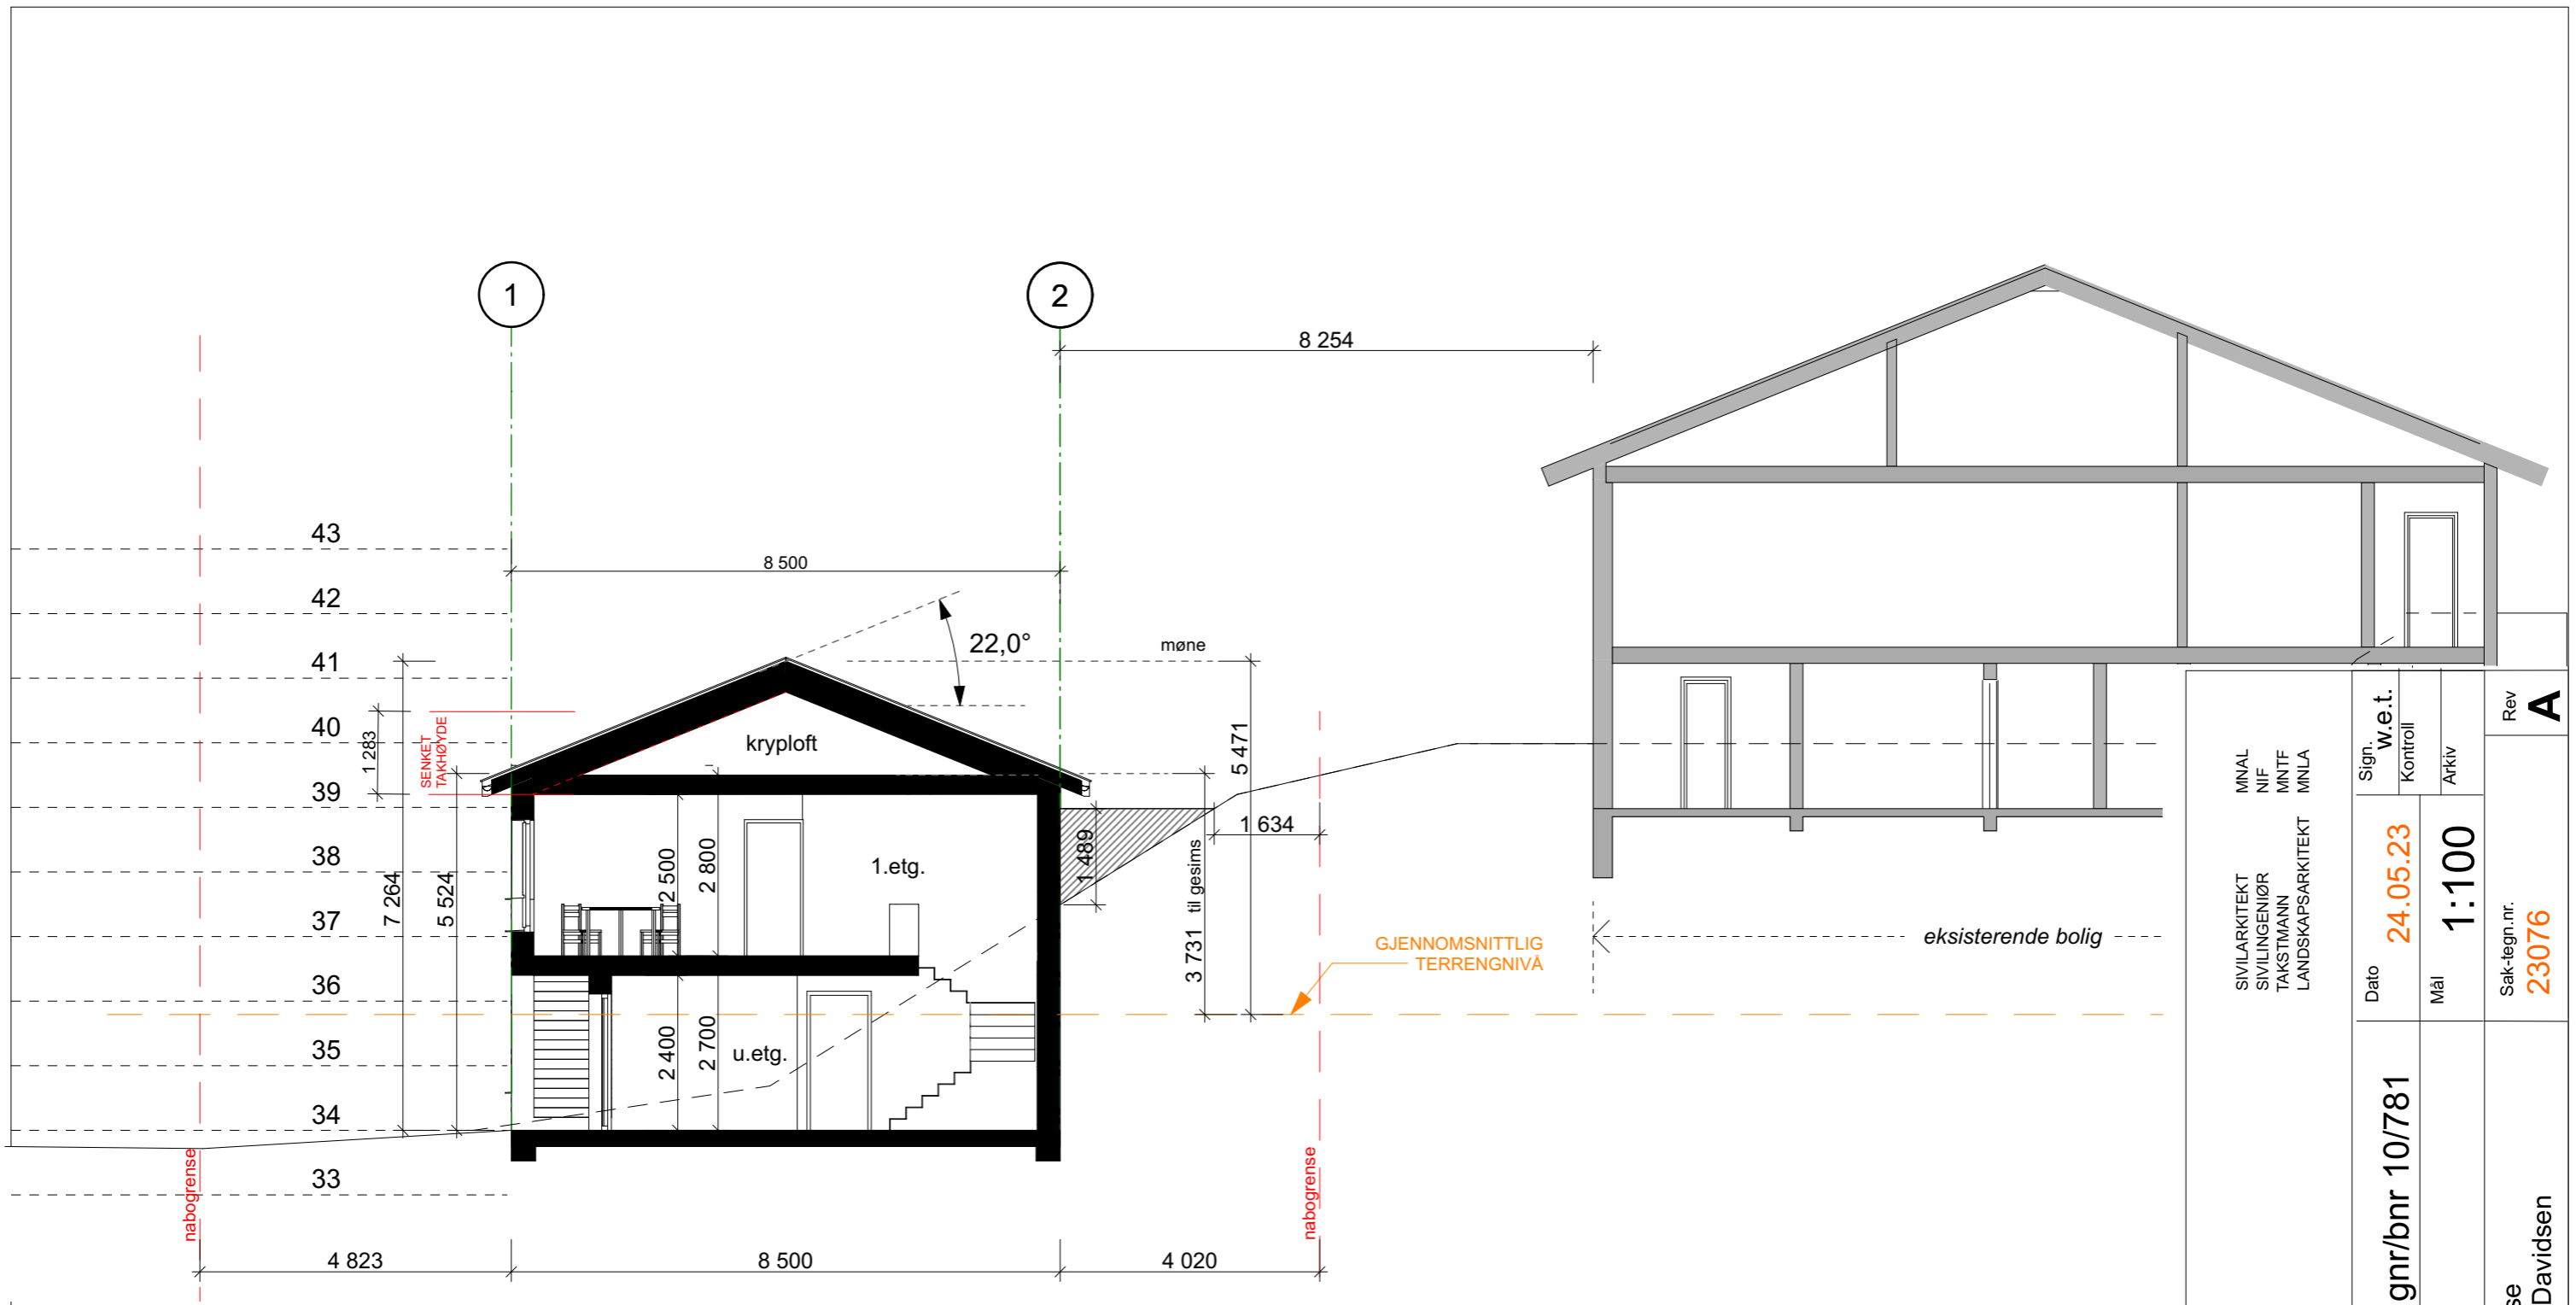 1
2
8 254
43
8 500
42
22,0°
møne
41
40
1 283
SENKET
TAKHØYDE
kryploft
5 471
39
1 634
1 489
38
2 500
2 800
1.etg.
7 264
5 524
37
3 731 til gesims
GJENNOMSNITTLIG
TERRENGNIVÅ
eksisterende bolig
36
35
2 400
2 700
u.etg.
34
33
nabogrense
nabogrense
4 823
8 500
4 020
SIVILARKITEKT MNAL
SIVILINGENIØR NIF
TAKSTMANN MNTF
LANDSKAPSARKITEKT MNLA
Sign.
w.e.t.
Kontroll
Arkiv
Rev
A
Dato
24.05.23
Mål
1:100
Sak-tegn.nr.
23076
gnr/bnr 10/781
se
Davidsen